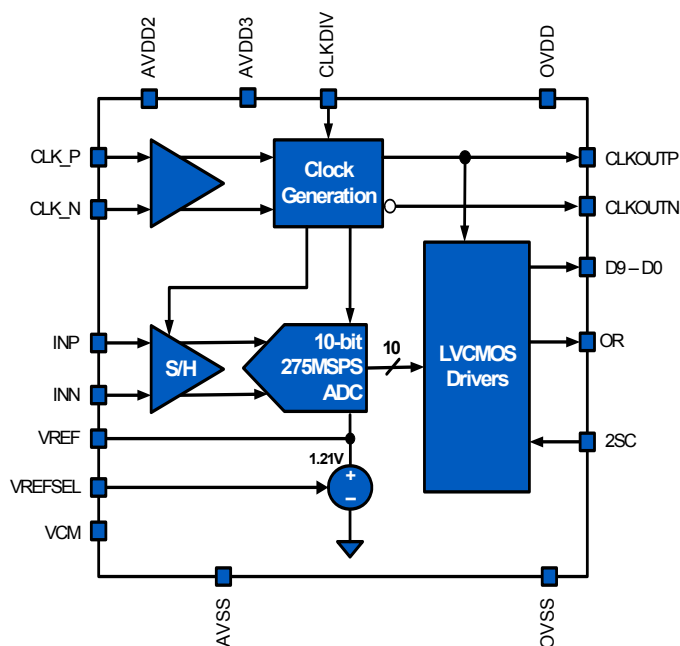 AVDD2
AVDD3
CLKDIV
OVDD
CLK_P
CLK_N
Clock
Generation
CLKOUTP
CLKOUTN
D9 – D0
INP
INN
S/H
10-bit
275MSPS
ADC
10
LVCMOS
Drivers
OR
VREF
1.21V
+
–
2SC
VREFSEL
VCM
AVSS
OVSS